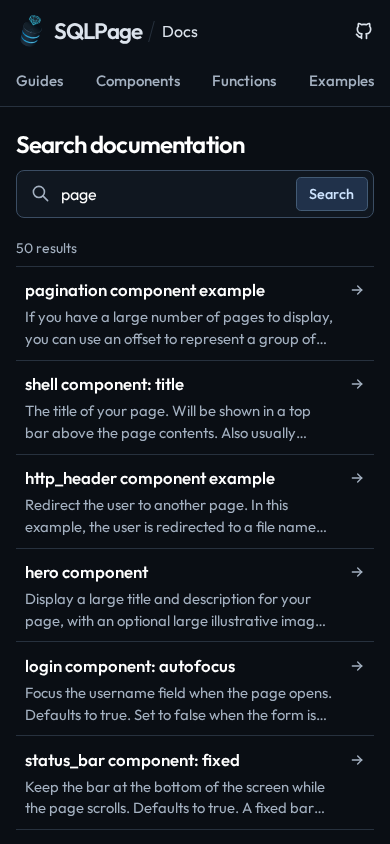 SQLPage / Docs
Guides Components Functions Examples
Search documentation
page Search
50 results
pagination component example
If you have a large number of pages to display,
you can use an offset to represent a group of...
shell component: title
The title of your page. Will be shown in a top
bar above the page contents. Also usually...
http_header component example
Redirect the user to another page. In this
example, the user is redirected to a file name...
hero component
Display a large title and description for your
page, with an optional large illustrative imag...
login component: autofocus
Focus the username field when the page opens.
Defaults to true. Set to false when the form is...
status_bar component: fixed
Keep the bar at the bottom of the screen while
the page scrolls. Defaults to true. A fixed bar...